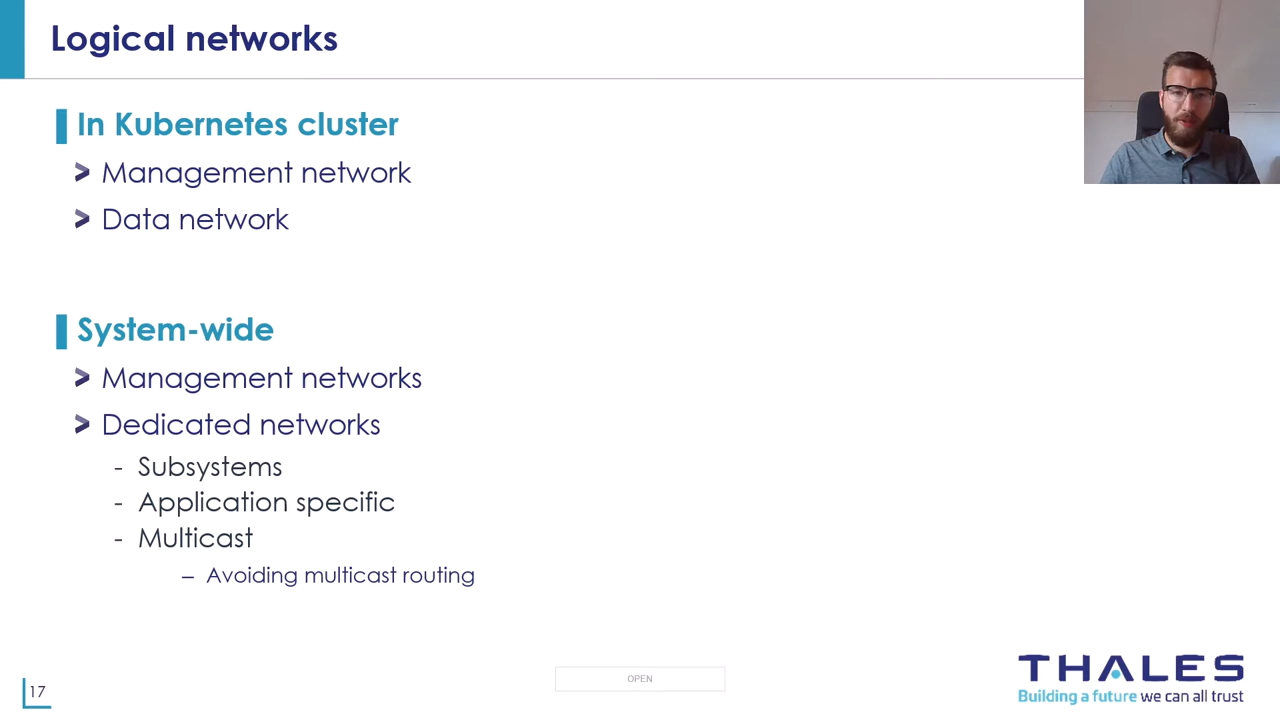 Logical networks
In Kubernetes cluster
> Management network
> Data network
System-wide
> Management networks
> Dedicated networks
- Subsystems
- Application specific
- Multicast
– Avoiding multicast routing
17
OPEN
THALES
Building a future we can all trust